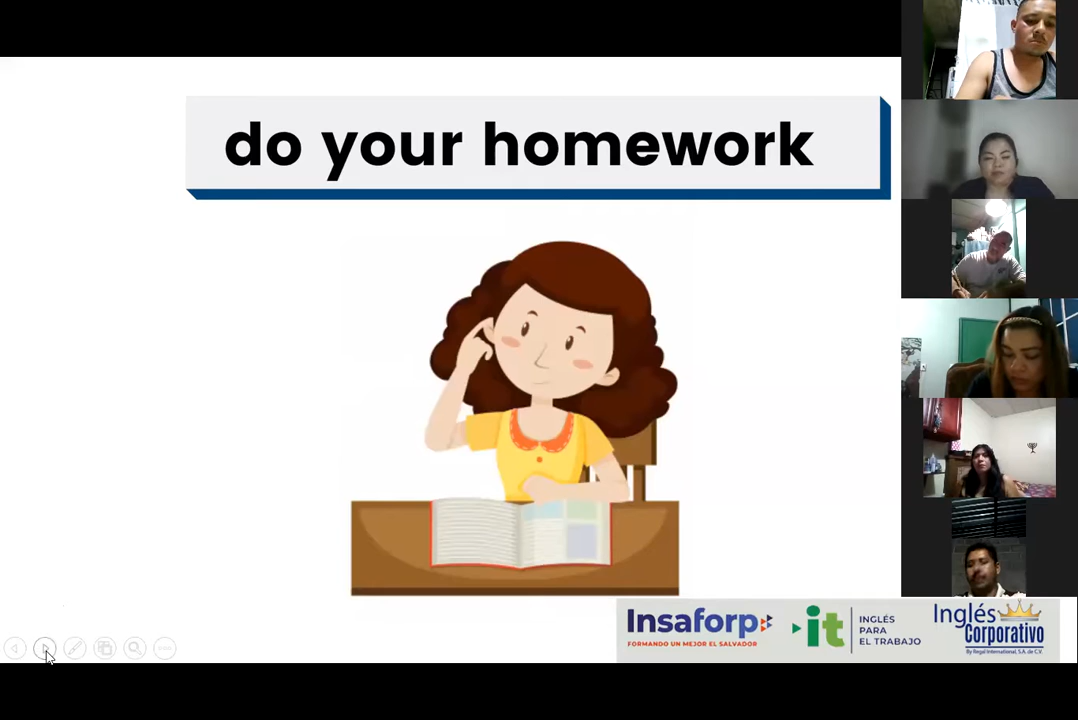 do your homework
Insaforp
FORMANDO UN MEJOR EL SALVADOR
it
INGLÉS
PARA
EL TRABAJO
Inglés
Corporativo
By Regal International, S.A. de C.V.